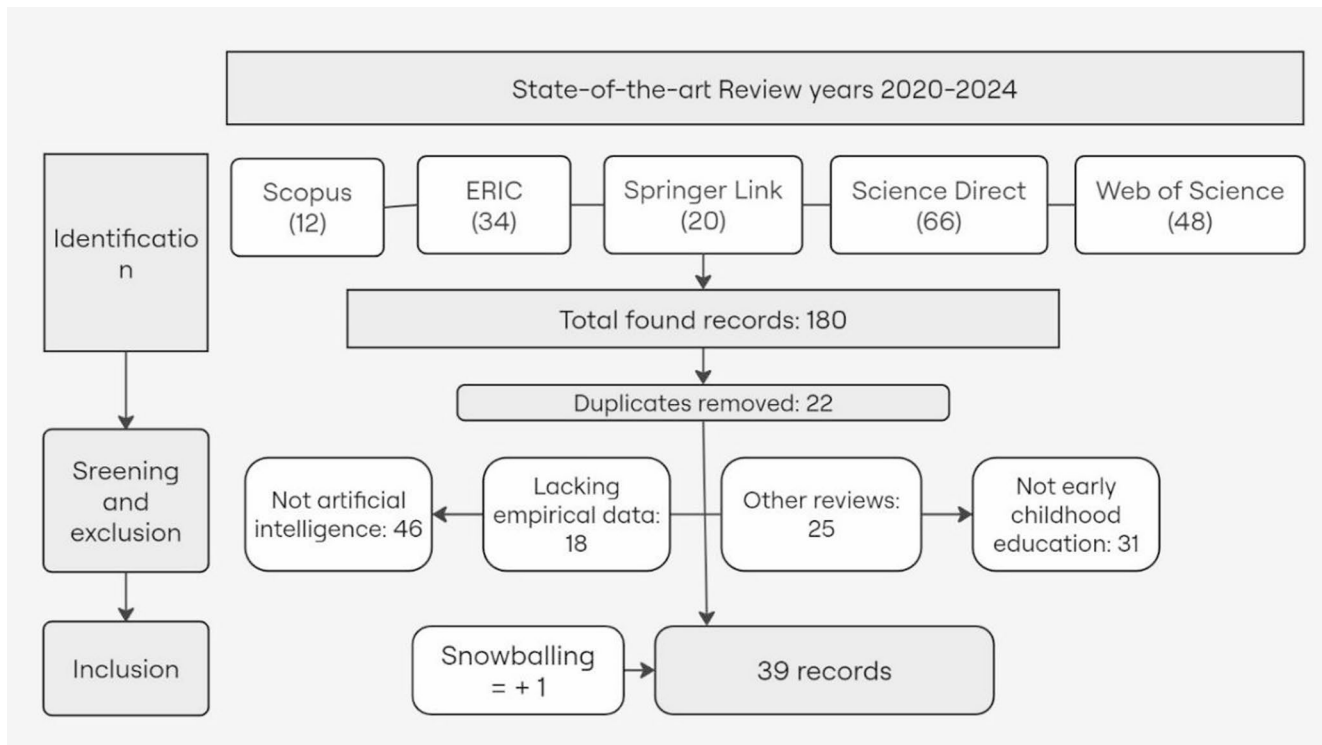 State-of-the-art Review years 2020-2024
Identificatio
n
Scopus
(12)
ERIC
(34)
Springer Link
(20)
Science Direct
(66)
Web of Science
(48)
Total found records: 180
Duplicates removed: 22
Sreening
and
exclusion
Not artificial
intelligence: 46
Lacking
empirical data:
18
Other reviews:
25
Not early
childhood
education: 31
Inclusion
Snowballing
= + 1
39 records